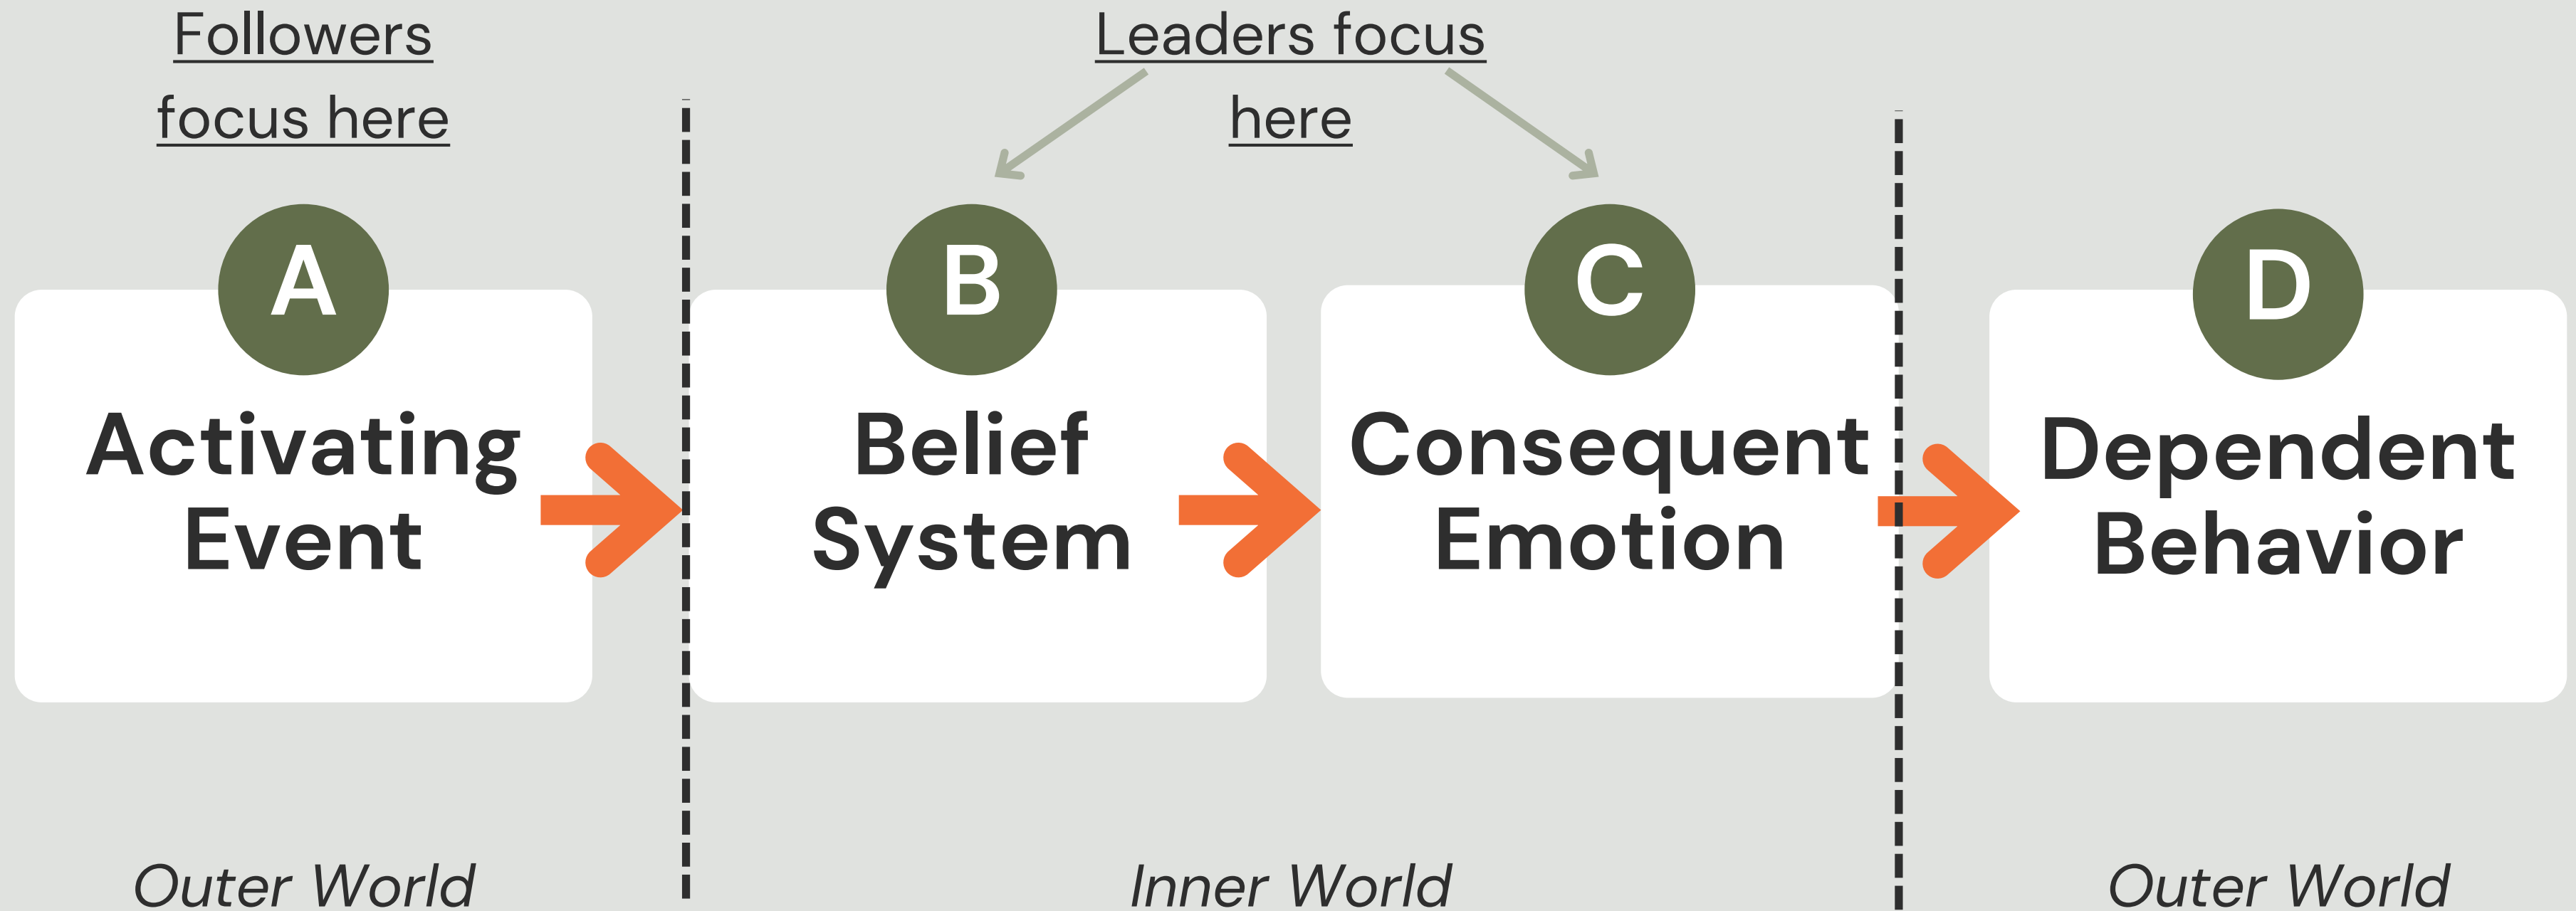 Followers
focus here
Leaders focus
here
A
Activating
Event
B
Belief
System
C
Consequent
Emotion
D
Dependent
Behavior
Outer World
Inner World
Outer World